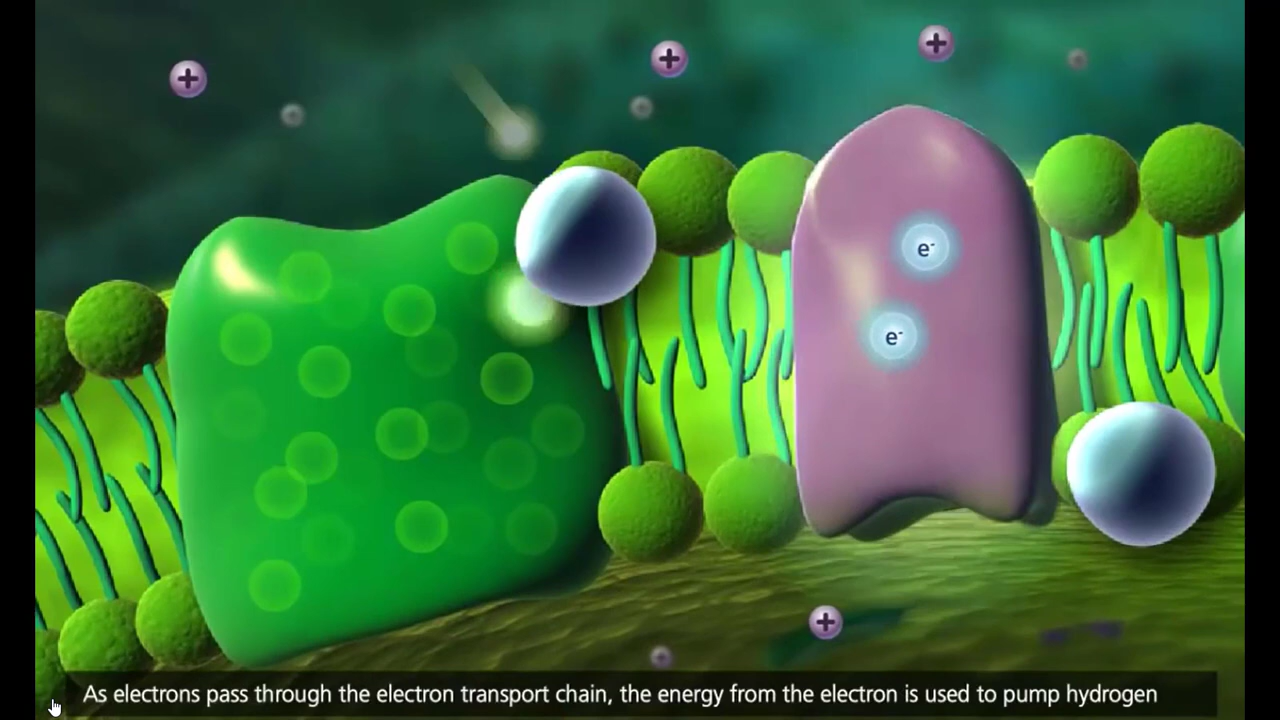 +
+
+
e-
e-
+
As electrons pass through the electron transport chain, the energy from the electron is used to pump hydrogen